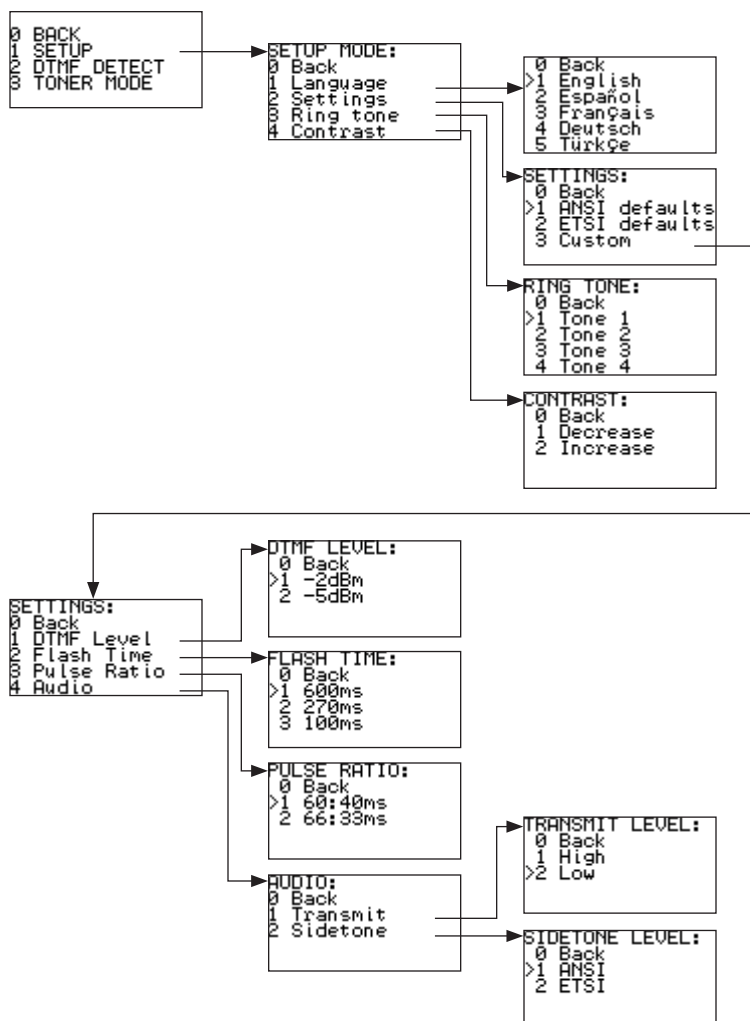 0 BACK
1 SETUP
2 DTMF DETECT
3 TONER MODE
SETUP MODE:
0 Back
1 Language
2 Settings
3 Ring tone
4 Contrast
0 Back
>1 English
2 Español
3 Français
4 Deutsch
5 Türkçe
SETTINGS:
0 Back
>1 ANSI defaults
2 ETSI defaults
3 Custom
RING TONE:
0 Back
>1 Tone 1
2 Tone 2
3 Tone 3
4 Tone 4
CONTRAST:
0 Back
1 Decrease
2 Increase
SETTINGS:
0 Back
1 DTMF Level
2 Flash Time
3 Pulse Ratio
4 Audio
DTMF LEVEL:
0 Back
>1 -2dBm
2 -5dBm
FLASH TIME:
0 Back
>1 600ms
2 270ms
3 100ms
PULSE RATIO:
0 Back
>1 60:40ms
2 66:33ms
AUDIO:
0 Back
1 Transmit
2 Sidetone
TRANSMIT LEVEL:
0 Back
1 High
>2 Low
SIDETONE LEVEL:
0 Back
>1 ANSI
2 ETSI